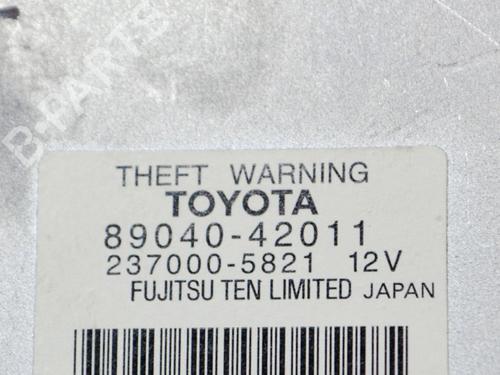 B-PARTS
THEFT WARNING
TOYOTA
89040-42011
237000-5821 12V
FUJITSU TEN LIMITED JAPAN